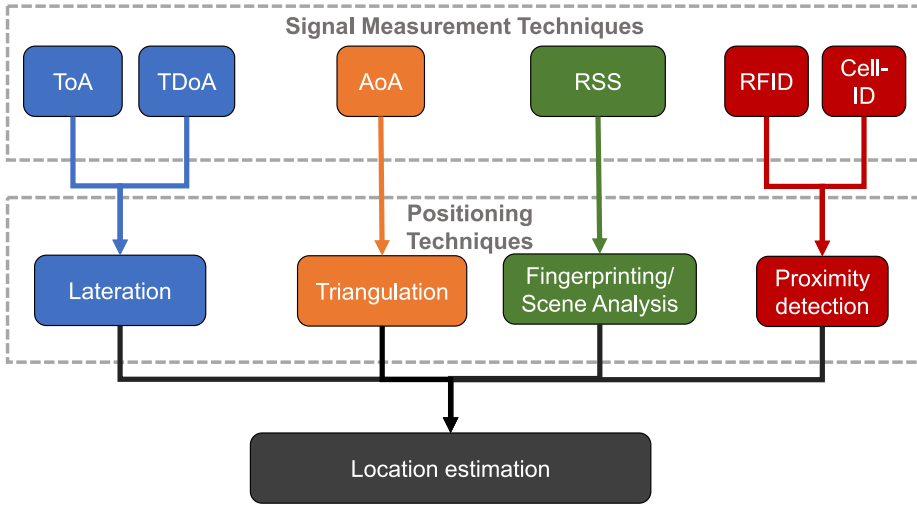 Signal Measurement Techniques
ToA
TDoA
AoA
RSS
RFID
Cell-
ID
Positioning
Techniques
Lateration
Triangulation
Fingerprinting/
Scene Analysis
Proximity
detection
Location estimation